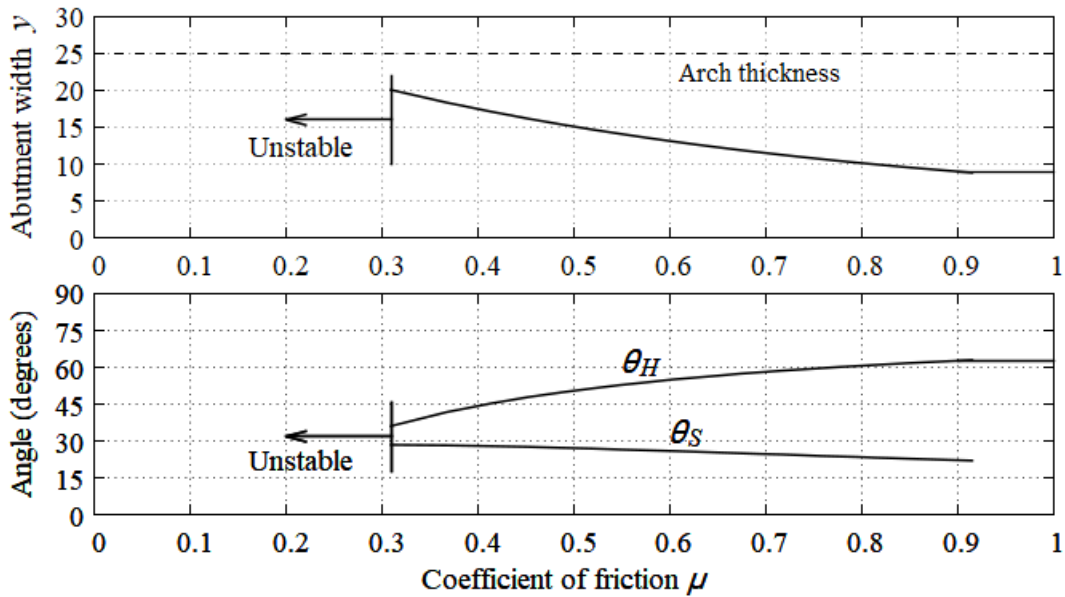 Abutment width y
30
25
20
15
10
5
0
Arch thickness
Unstable
0 0.1 0.2 0.3 0.4 0.5 0.6 0.7 0.8 0.9 1
Angle (degrees)
90
75
60
45
30
15
0
θH
θS
Unstable
0 0.1 0.2 0.3 0.4 0.5 0.6 0.7 0.8 0.9 1
Coefficient of friction μ